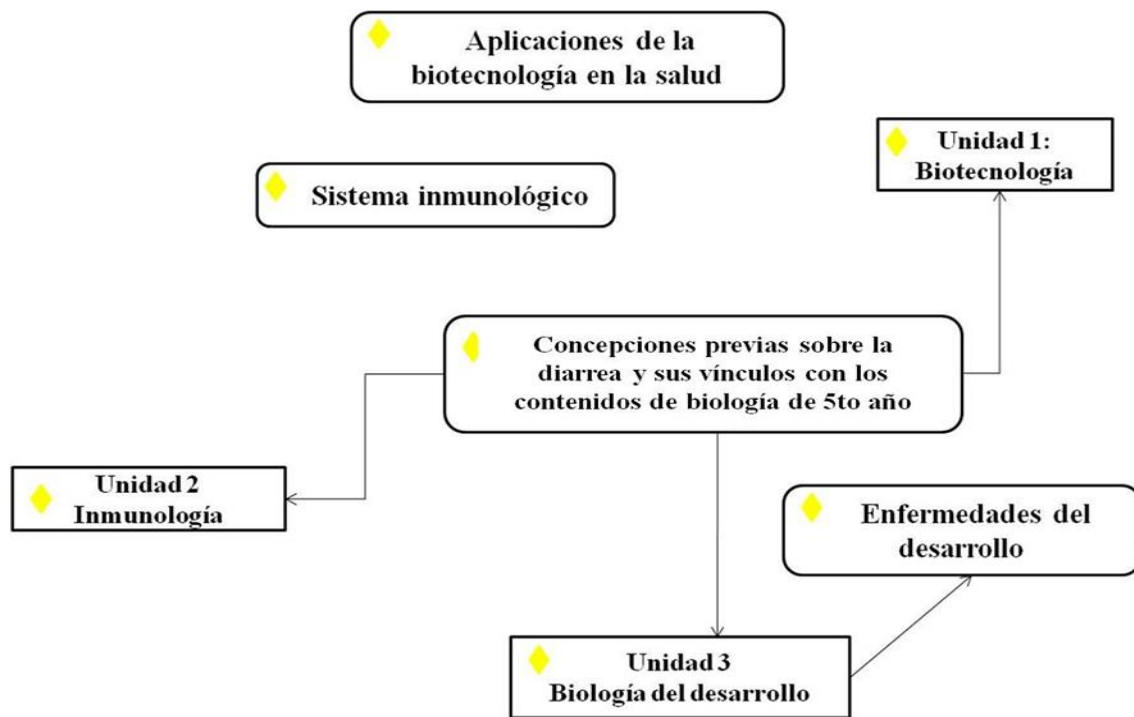 Aplicaciones de la
biotecnología en la salud
Unidad 1:
Biotecnología
Sistema inmunológico
Concepciones previas sobre la
diarrea y sus vínculos con los
contenidos de biología de 5to año
Unidad 2
Inmunología
Enfermedades del
desarrollo
Unidad 3
Biología del desarrollo